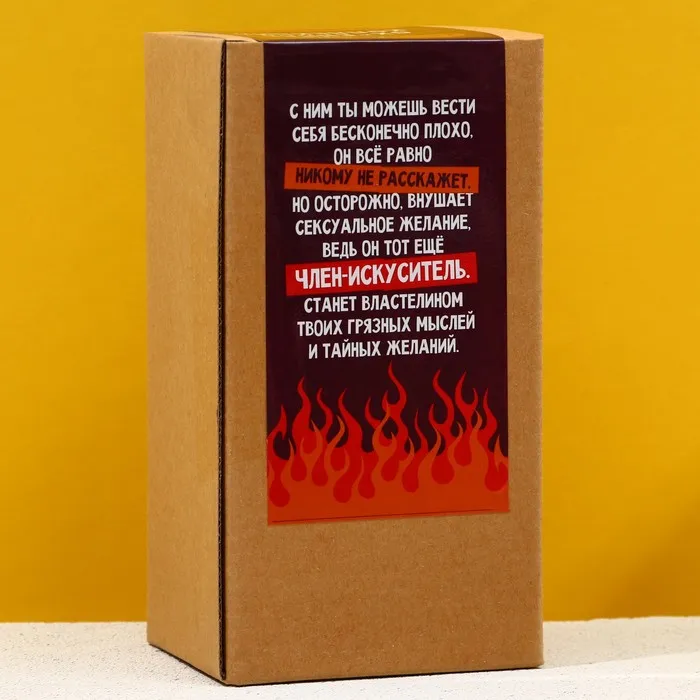 С НИМ ТЫ МОЖЕШЬ ВЕСТИ
СЕБЯ БЕСКОНЕЧНО ПЛОХО,
ОН ВСЁ РАВНО
НИКОМУ НЕ РАССКАЖЕТ.
НО ОСТОРОЖНО, ВНУШАЕТ
СЕКСУАЛЬНОЕ ЖЕЛАНИЕ,
ВЕДЬ ОН ТОТ ЕЩЁ
ЧЛЕН-ИСКУСИТЕЛЬ.
СТАНЕТ ВЛАСТЕЛИНОМ
ТВОИХ ГРЯЗНЫХ МЫСЛЕЙ
И ТАЙНЫХ ЖЕЛАНИЙ.